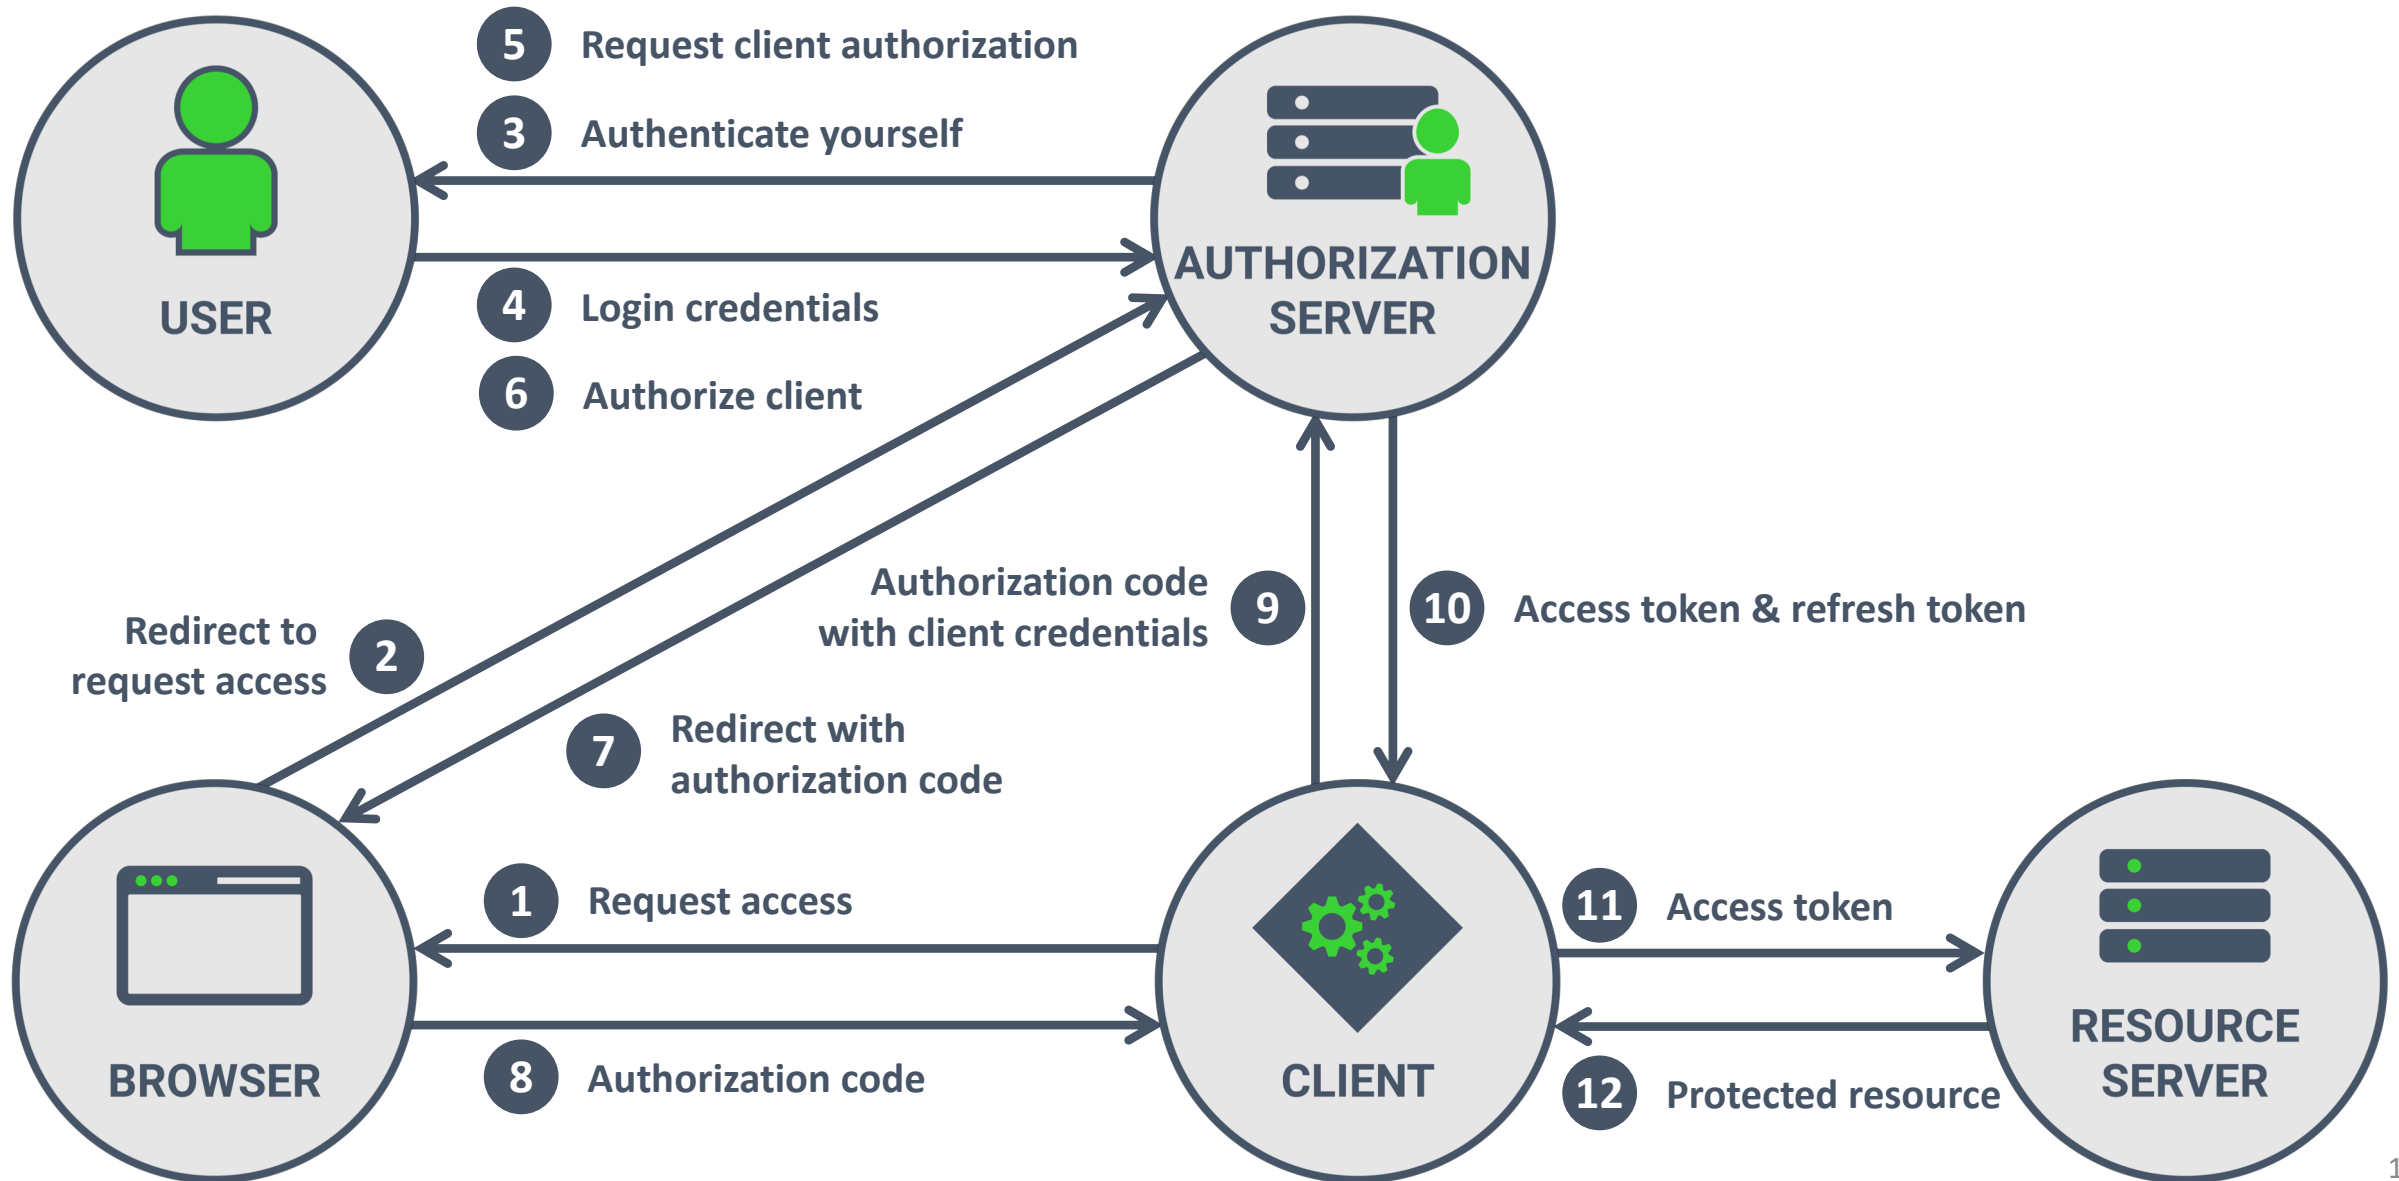 5 Request client authorization
3 Authenticate yourself
USER
4 Login credentials
6 Authorize client
AUTHORIZATION
SERVER
Redirect to
request access
2
7
Redirect with
authorization code
Authorization code
with client credentials
9
10 Access token & refresh token
1 Request access
BROWSER
8 Authorization code
CLIENT
11 Access token
12 Protected resource
RESOURCE
SERVER
1